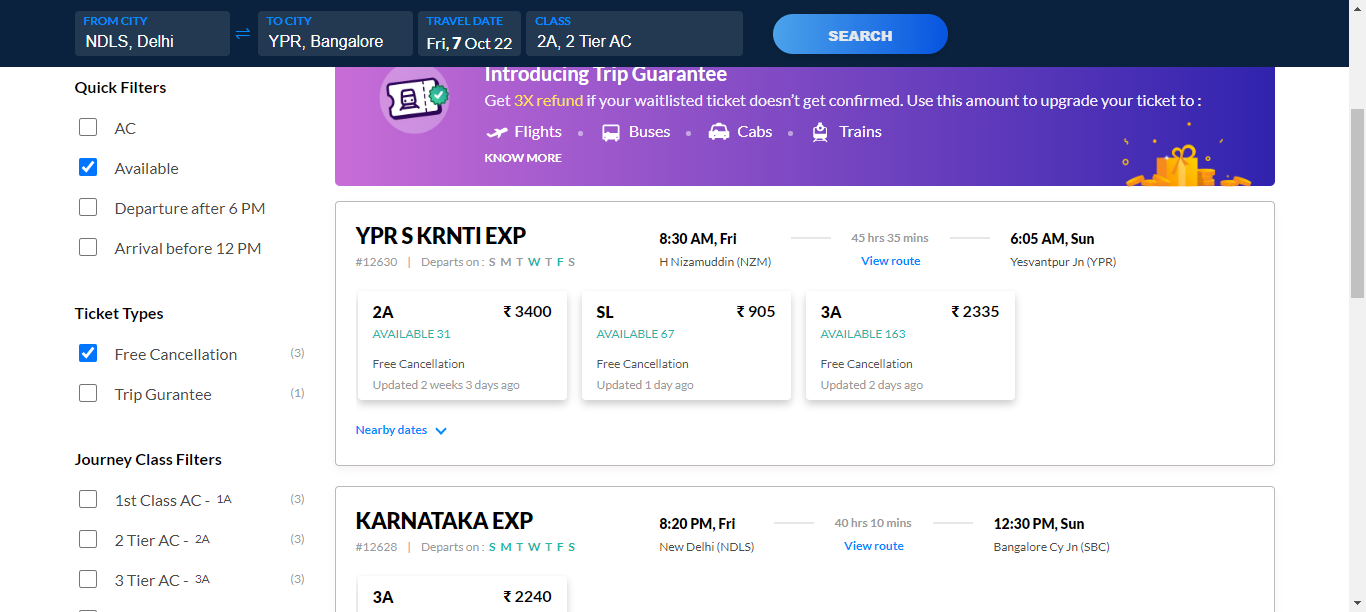 FROM CITY
NDLS, Delhi
TO CITY
YPR, Bangalore
TRAVEL DATE
Fri, 7 Oct 22
CLASS
2A, 2 Tier AC
SEARCH
Quick Filters
AC
Available
Departure after 6 PM
Arrival before 12 PM
Ticket Types
Free Cancellation (3)
Trip Gurantee (1)
Journey Class Filters
1st Class AC - 1A (3)
2 Tier AC - 2A (3)
3 Tier AC - 3A (3)
Introducing Trip Guarantee
Get 3X refund if your waitlisted ticket doesn't get confirmed. Use this amount to upgrade your ticket to :
Flights • Buses • Cabs • Trains
KNOW MORE
YPR S KRNTI EXP
#12630 | Departs on : S M T W T F S
8:30 AM, Fri
H Nizamuddin (NZM)
45 hrs 35 mins
View route
6:05 AM, Sun
Yesvantpur Jn (YPR)
2A ₹ 3400
AVAILABLE 31
Free Cancellation
Updated 2 weeks 3 days ago
SL ₹ 905
AVAILABLE 67
Free Cancellation
Updated 1 day ago
3A ₹ 2335
AVAILABLE 163
Free Cancellation
Updated 2 days ago
Nearby dates
KARNATAKA EXP
#12628 | Departs on : S M T W T F S
8:20 PM, Fri
New Delhi (NDLS)
40 hrs 10 mins
View route
12:30 PM, Sun
Bangalore Cy Jn (SBC)
3A ₹ 2240